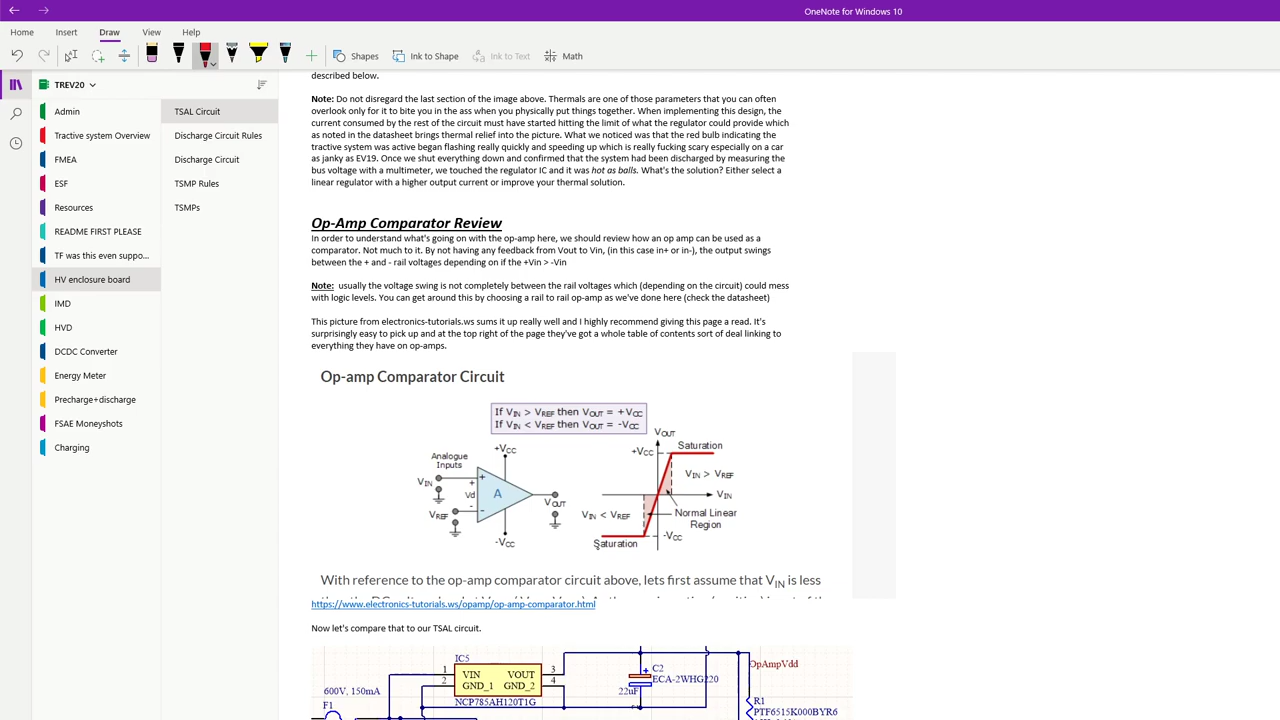 OneNote for Windows 10
Home Insert Draw View Help
Shapes Ink to Shape Ink to Text Math
TREV20
Admin
Tractive system Overview
FMEA
ESF
Resources
README FIRST PLEASE
TF was this even suppo...
HV enclosure board
IMD
HVD
DCDC Converter
Energy Meter
Precharge+discharge
FSAE Moneyshots
Charging
TSAL Circuit
Discharge Circuit Rules
Discharge Circuit
TSMP Rules
TSMPs
described below.
Note: Do not disregard the last section of the image above. Thermals are one of those parameters that you can often
overlook only for it to bite you in the ass when you physically put things together. When implementing this design, the
current consumed by the rest of the circuit must have started hitting the limit of what the regulator could provide which
as noted in the datasheet brings thermal relief into the picture. What we noticed was that the red bulb indicating the
tractive system was active began flashing really quickly and speeding up which is really fucking scary especially on a car
as janky as EV19. Once we shut everything down and confirmed that the system had been discharged by measuring the
bus voltage with a multimeter, we touched the regulator IC and it was hot as balls. What's the solution? Either select a
linear regulator with a higher output current or improve your thermal solution.
Op-Amp Comparator Review
In order to understand what's going on with the op-amp here, we should review how an op amp can be used as a
comparator. Not much to it. By not having any feedback from Vout to Vin, (in this case in+ or in-), the output swings
between the + and - rail voltages depending on if the +Vin > -Vin
Note: usually the voltage swing is not completely between the rail voltages which (depending on the circuit) could mess
with logic levels. You can get around this by choosing a rail to rail op-amp as we've done here (check the datasheet)
This picture from electronics-tutorials.ws sums it up really well and I highly recommend giving this page a read. It's
surprisingly easy to pick up and at the top right of the page they've got a whole table of contents sort of deal linking to
everything they have on op-amps.
Op-amp Comparator Circuit
If VIN > VREF then VOUT = +VCC
If VIN < VREF then VOUT = -VCC
Analogue
Inputs
+VCC
VIN
+
+
Vd
A
-
-
VREF
VOUT
-VCC
VOUT
+VCC
Saturation
VIN > VREF
VIN
VIN < VREF
Normal Linear
Region
-VCC
Saturation
With reference to the op-amp comparator circuit above, lets first assume that VIN is less
https://www.electronics-tutorials.ws/opamp/op-amp-comparator.html
Now let's compare that to our TSAL circuit.
IC5
1 VIN VOUT 3
2 GND_1 GND_2 4
NCP785AH120T1G
600V, 150mA
F1
+ C2
ECA-2WHG220
22uF
OpAmpVdd
R1
PTF6515K000BYR6